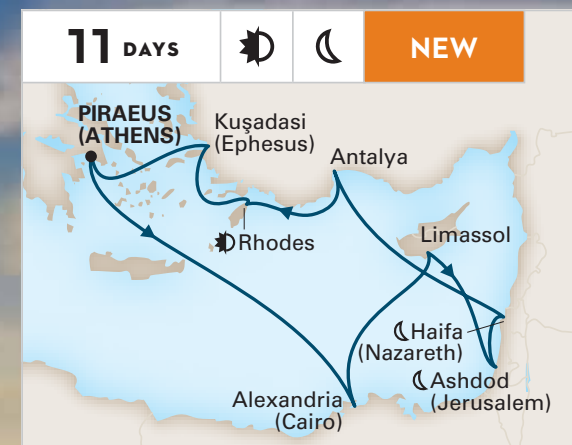 11 DAYS
NEW
PIRAEUS
(ATHENS)
Kuşadasi
(Ephesus)
Antalya
Rhodes
Limassol
Haifa
(Nazareth)
Ashdod
(Jerusalem)
Alexandria
(Cairo)